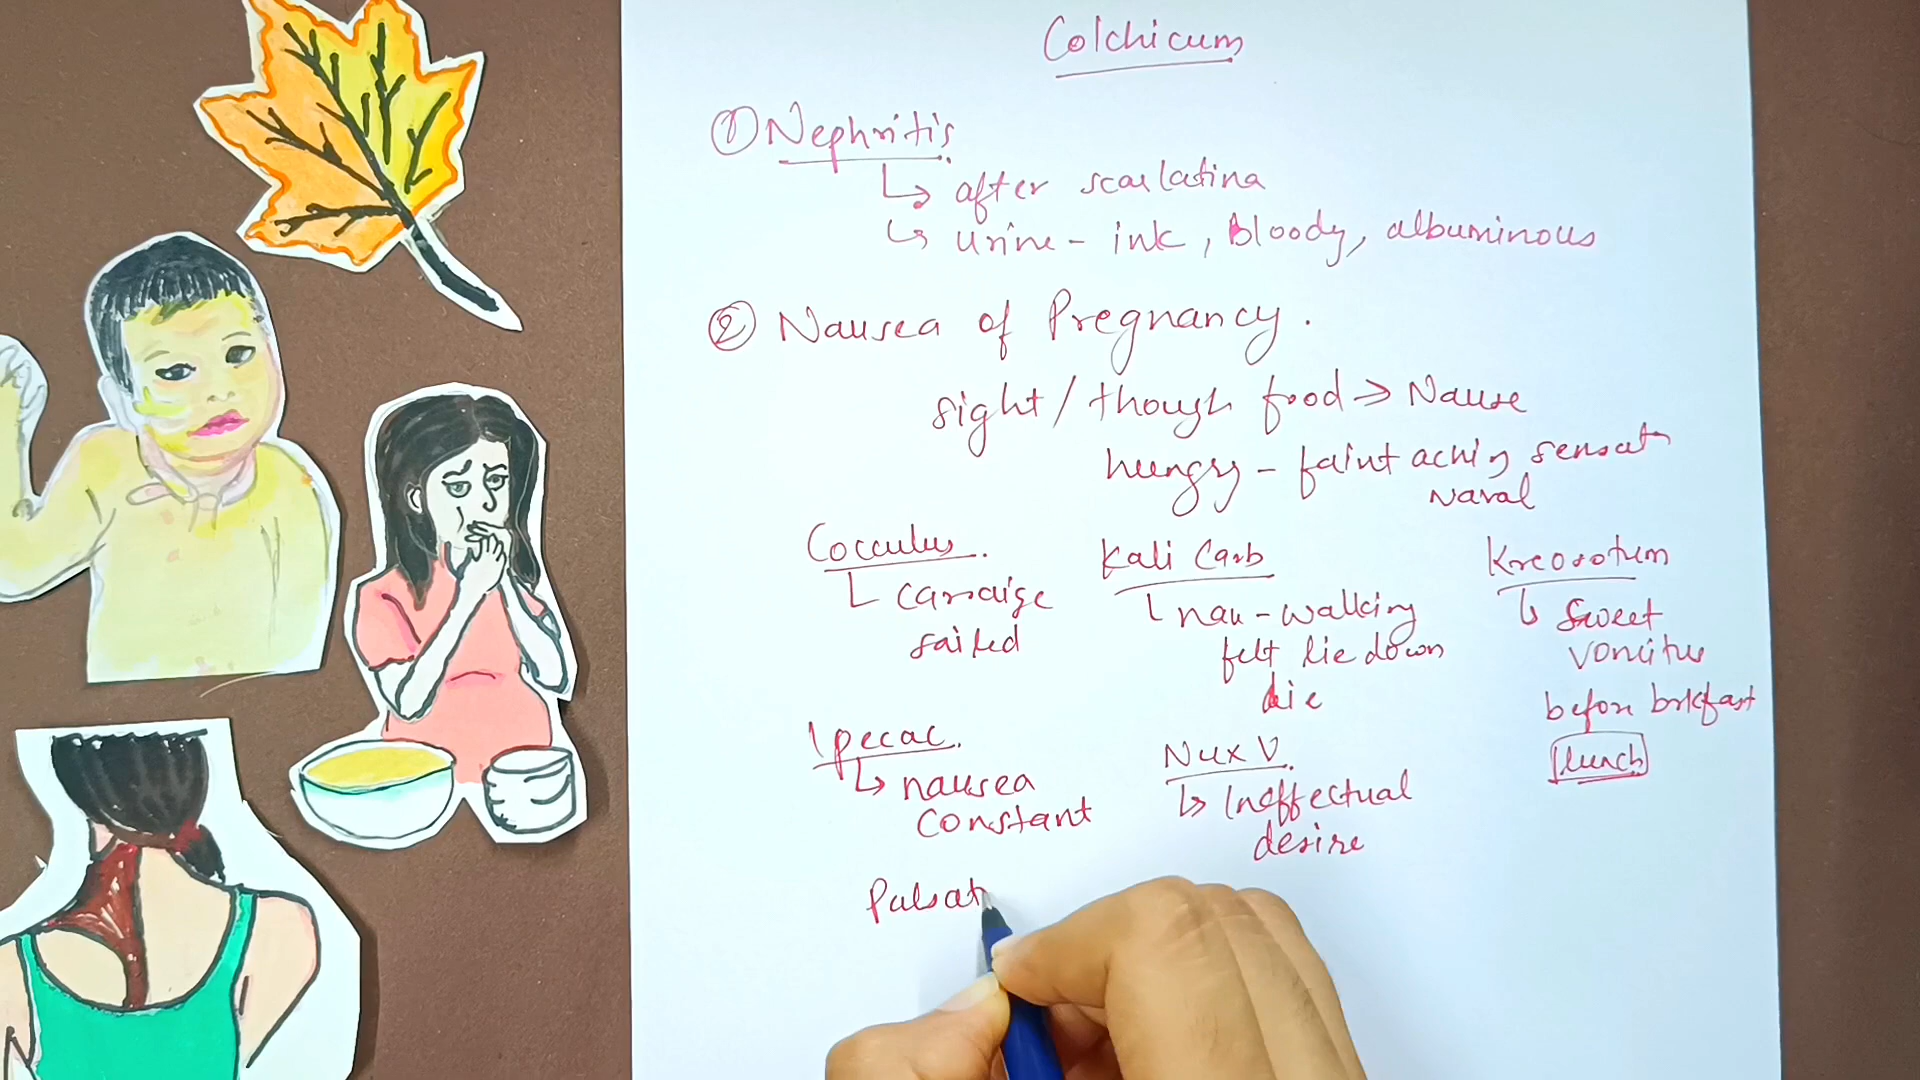 Colchicum
① Nephritis
↳ after scarlatina
↳ urine - ink, Bloody, albuminous
② Nausea of Pregnancy.
sight / though food → Nause
hungry - faint aching sensat
Naval
Cocculus.
carraige
sailed
Kali Carb
nau - walking
felt lie down
die
Kreosotum
↳ Sweet
vomitus
before brkfast
lunch
Ipecac.
↳ nausea
constant
Nux V.
↳ Ineffectual
desire
Pulsat